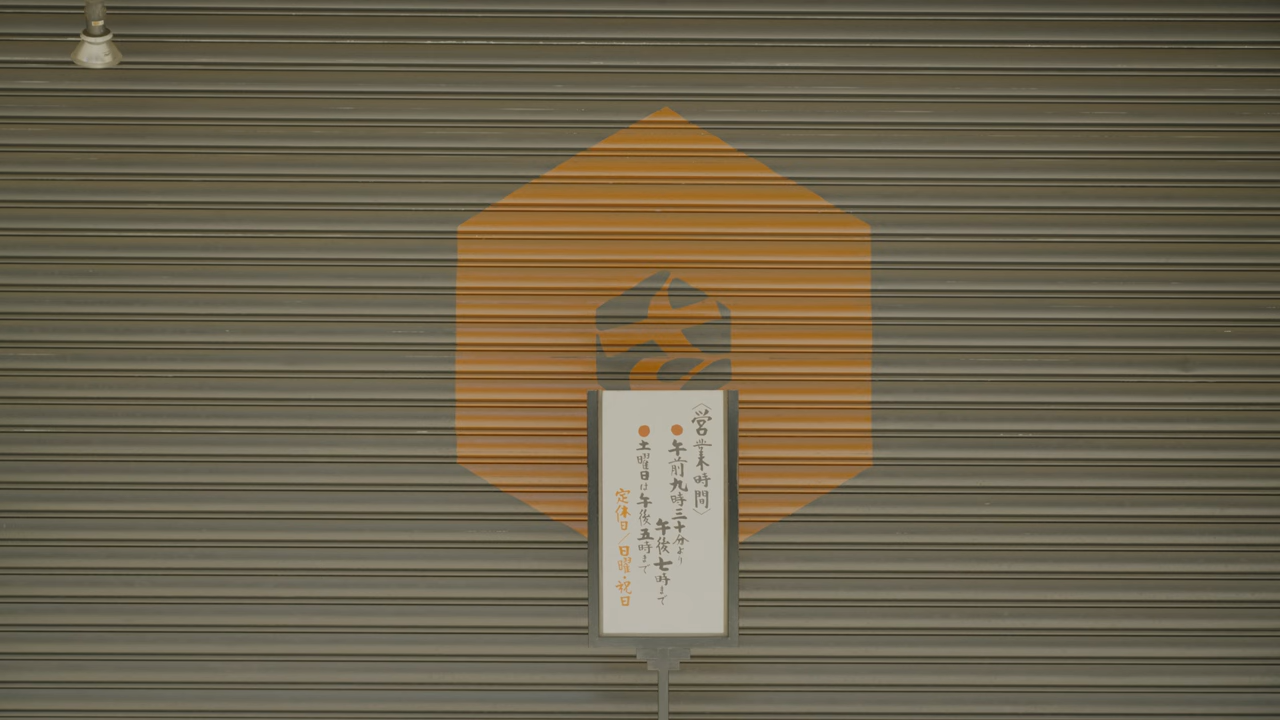 〈営業時間〉
●午前九時三十分より
午後七時まで
●土曜日は午後五時まで
定休日／日曜・祝日